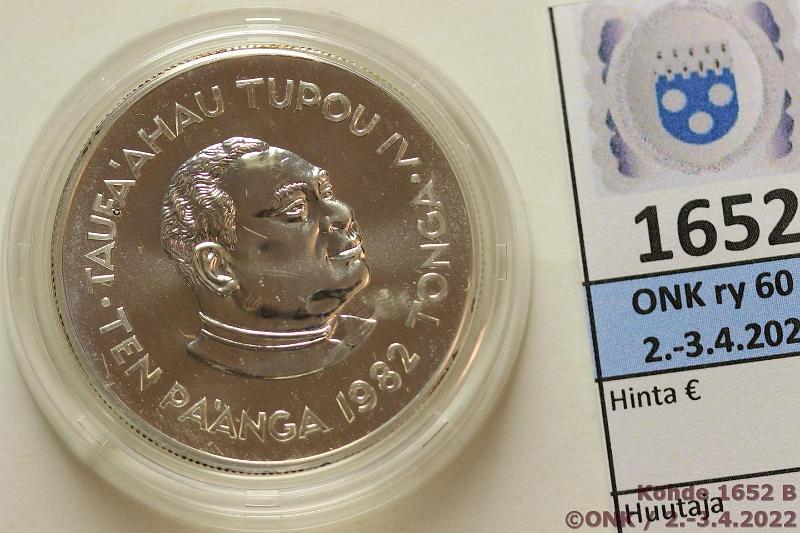 · TAUFA'AHAU TUPOU IV · TONGA
TEN PA'ANGA 1982
1652
ONK ry 60
2.-3.4.202
Hinta €
Huutaja
Kohde 1652 B
©ONK / 2.-3.4.2022